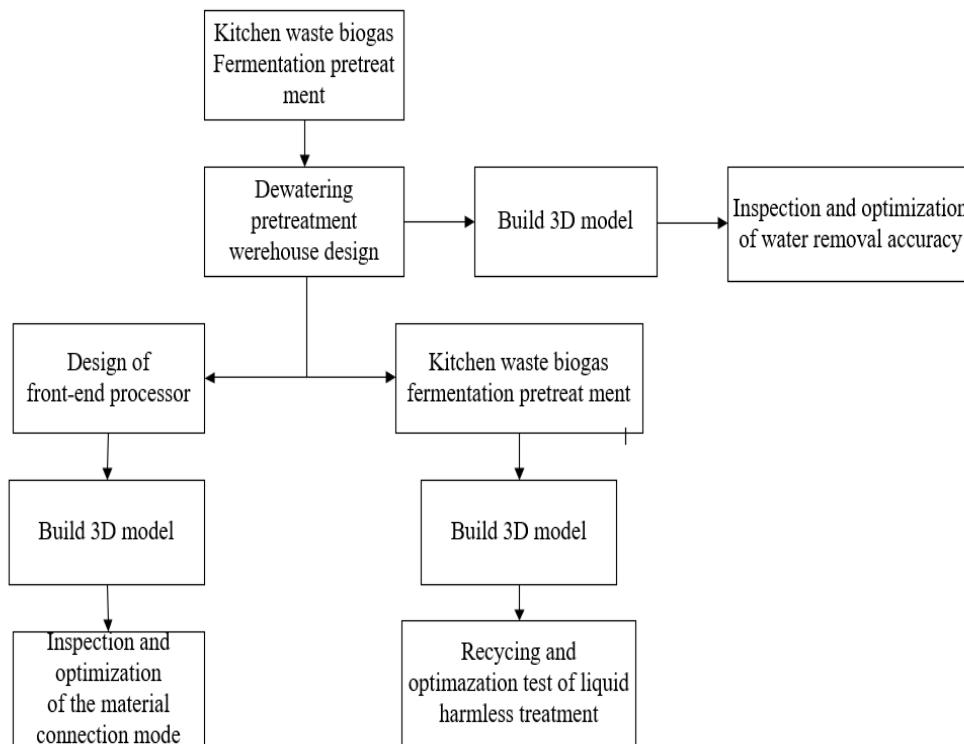 Kitchen waste biogas
Fermentation pretreat
ment
Dewatering
pretreatment
werehouse design
Build 3D model
Inspection and optimization
of water removal accuracy
Design of
front-end processor
Kitchen waste biogas
fermentation pretreat ment
Build 3D model
Build 3D model
Inspection and
optimization
of the material
connection mode
Recycing and
optimazation test of liquid
harmless treatment